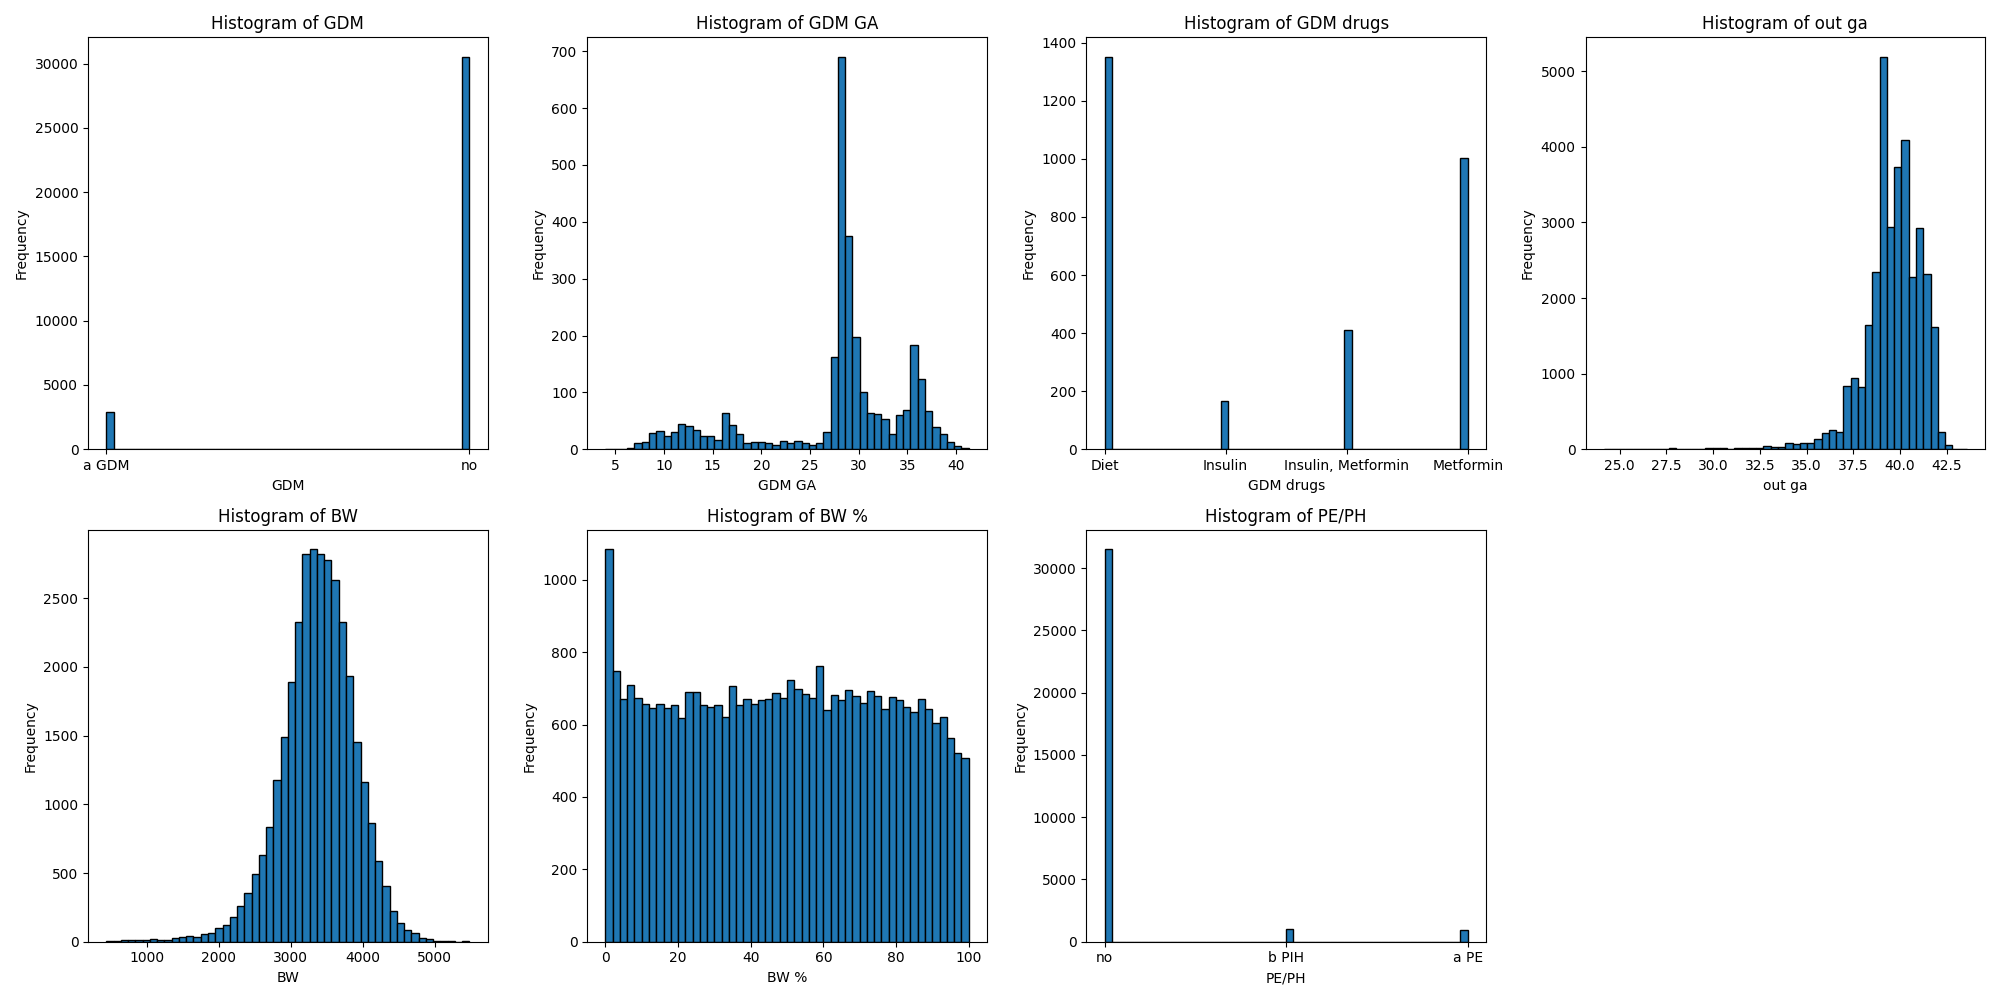 Histogram of GDM
Frequency
30000
25000
20000
15000
10000
5000
0
a GDM no
GDM
Histogram of GDM GA
Frequency
700
600
500
400
300
200
100
0
5 10 15 20 25 30 35 40
GDM GA
Histogram of GDM drugs
Frequency
1400
1200
1000
800
600
400
200
0
Diet Insulin Insulin, Metformin Metformin
GDM drugs
Histogram of out ga
Frequency
5000
4000
3000
2000
1000
0
25.0 27.5 30.0 32.5 35.0 37.5 40.0 42.5
out ga
Histogram of BW
Frequency
2500
2000
1500
1000
500
0
1000 2000 3000 4000 5000
BW
Histogram of BW %
Frequency
1000
800
600
400
200
0
0 20 40 60 80 100
BW %
Histogram of PE/PH
Frequency
30000
25000
20000
15000
10000
5000
0
no b PIH a PE
PE/PH